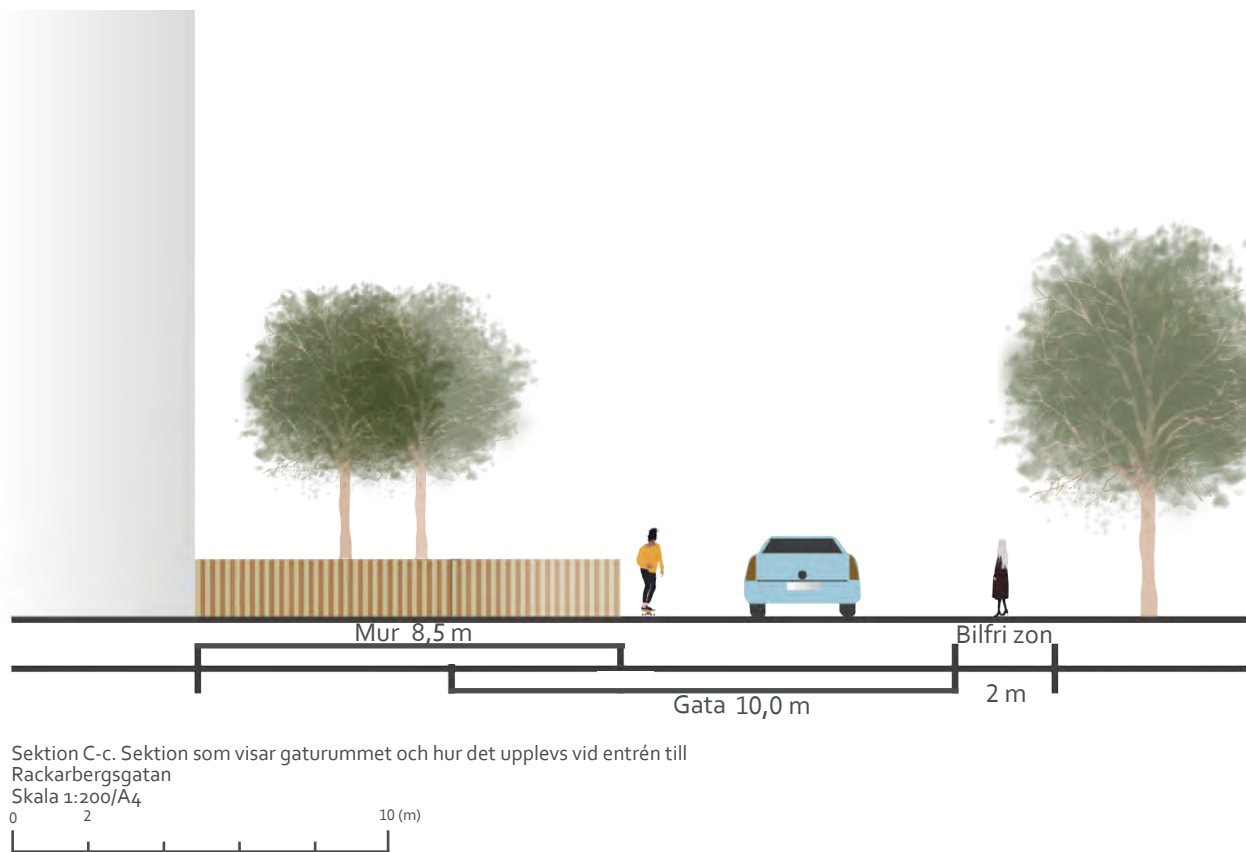 Mur 8,5 m
Bilfri zon
Gata 10,0 m
2 m
Sektion C-c. Sektion som visar gaturummet och hur det upplevs vid entrén till
Rackarbergsgatan
Skala 1:200/A4
0 2 10 (m)